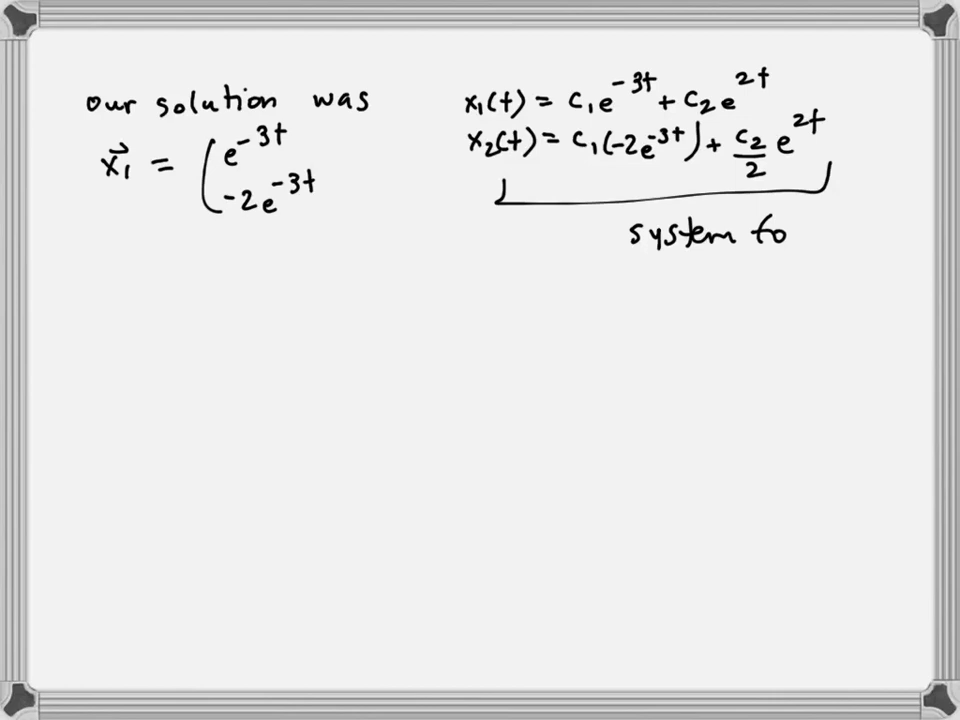 our solution was
x⃗₁ = (e^-3t
-2e^-3t
x₁(t) = c₁e^-3t + c₂e^2t
x₂(t) = c₁(-2e^-3t) + c₂/2 e^2t
system to